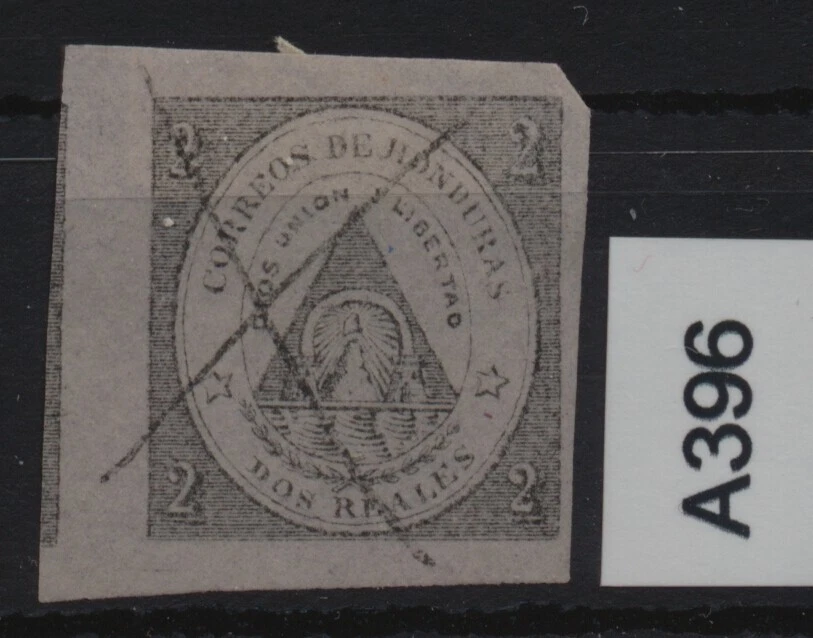 2 2
CORREOS DE HONDURAS
DIOS UNION Y LIBERTAD
DOS REALES
2 2
A396